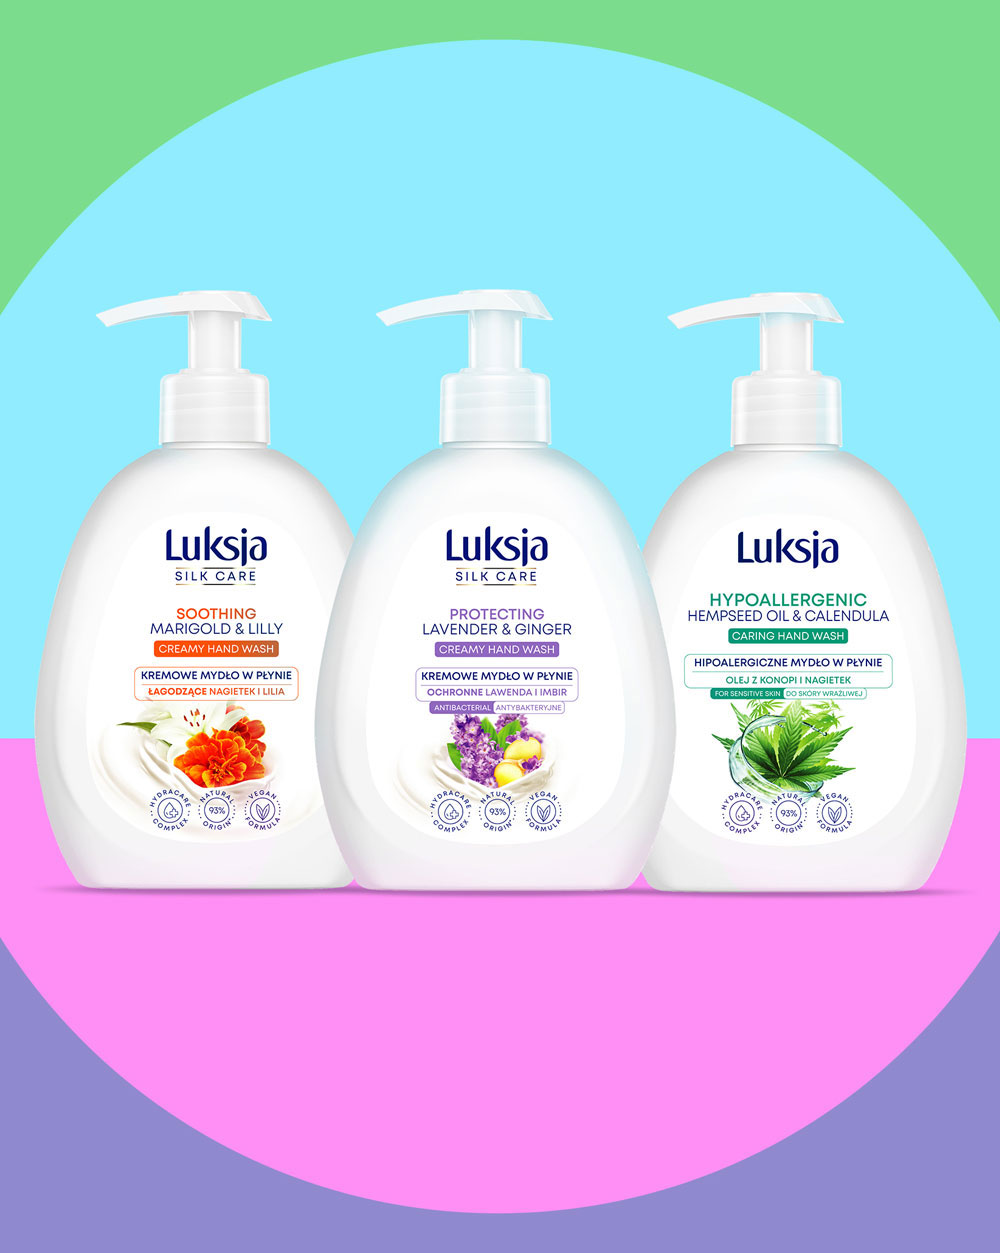 Luksja
SILK CARE
SOOTHING
MARIGOLD & LILLY
CREAMY HAND WASH
KREMOWE MYDŁO W PŁYNIE
ŁAGODZĄCE NAGIETEK I LILIA
HYDRACARE COMPLEX
NATURAL 93% ORIGIN
VEGAN FORMULA
Luksja
SILK CARE
PROTECTING
LAVENDER & GINGER
CREAMY HAND WASH
KREMOWE MYDŁO W PŁYNIE
OCHRONNE LAWENDA I IMBIR
ANTIBACTERIAL ANTYBAKTERYJNE
HYDRACARE COMPLEX
NATURAL 93% ORIGIN
VEGAN FORMULA
Luksja
HYPOALLERGENIC
HEMPSEED OIL & CALENDULA
CARING HAND WASH
HIPOALERGICZNE MYDŁO W PŁYNIE
OLEJ Z KONOPI I NAGIETEK
FOR SENSITIVE SKIN DO SKÓRY WRAŻLIWEJ
HYDRACARE COMPLEX
NATURAL 93% ORIGIN
VEGAN FORMULA